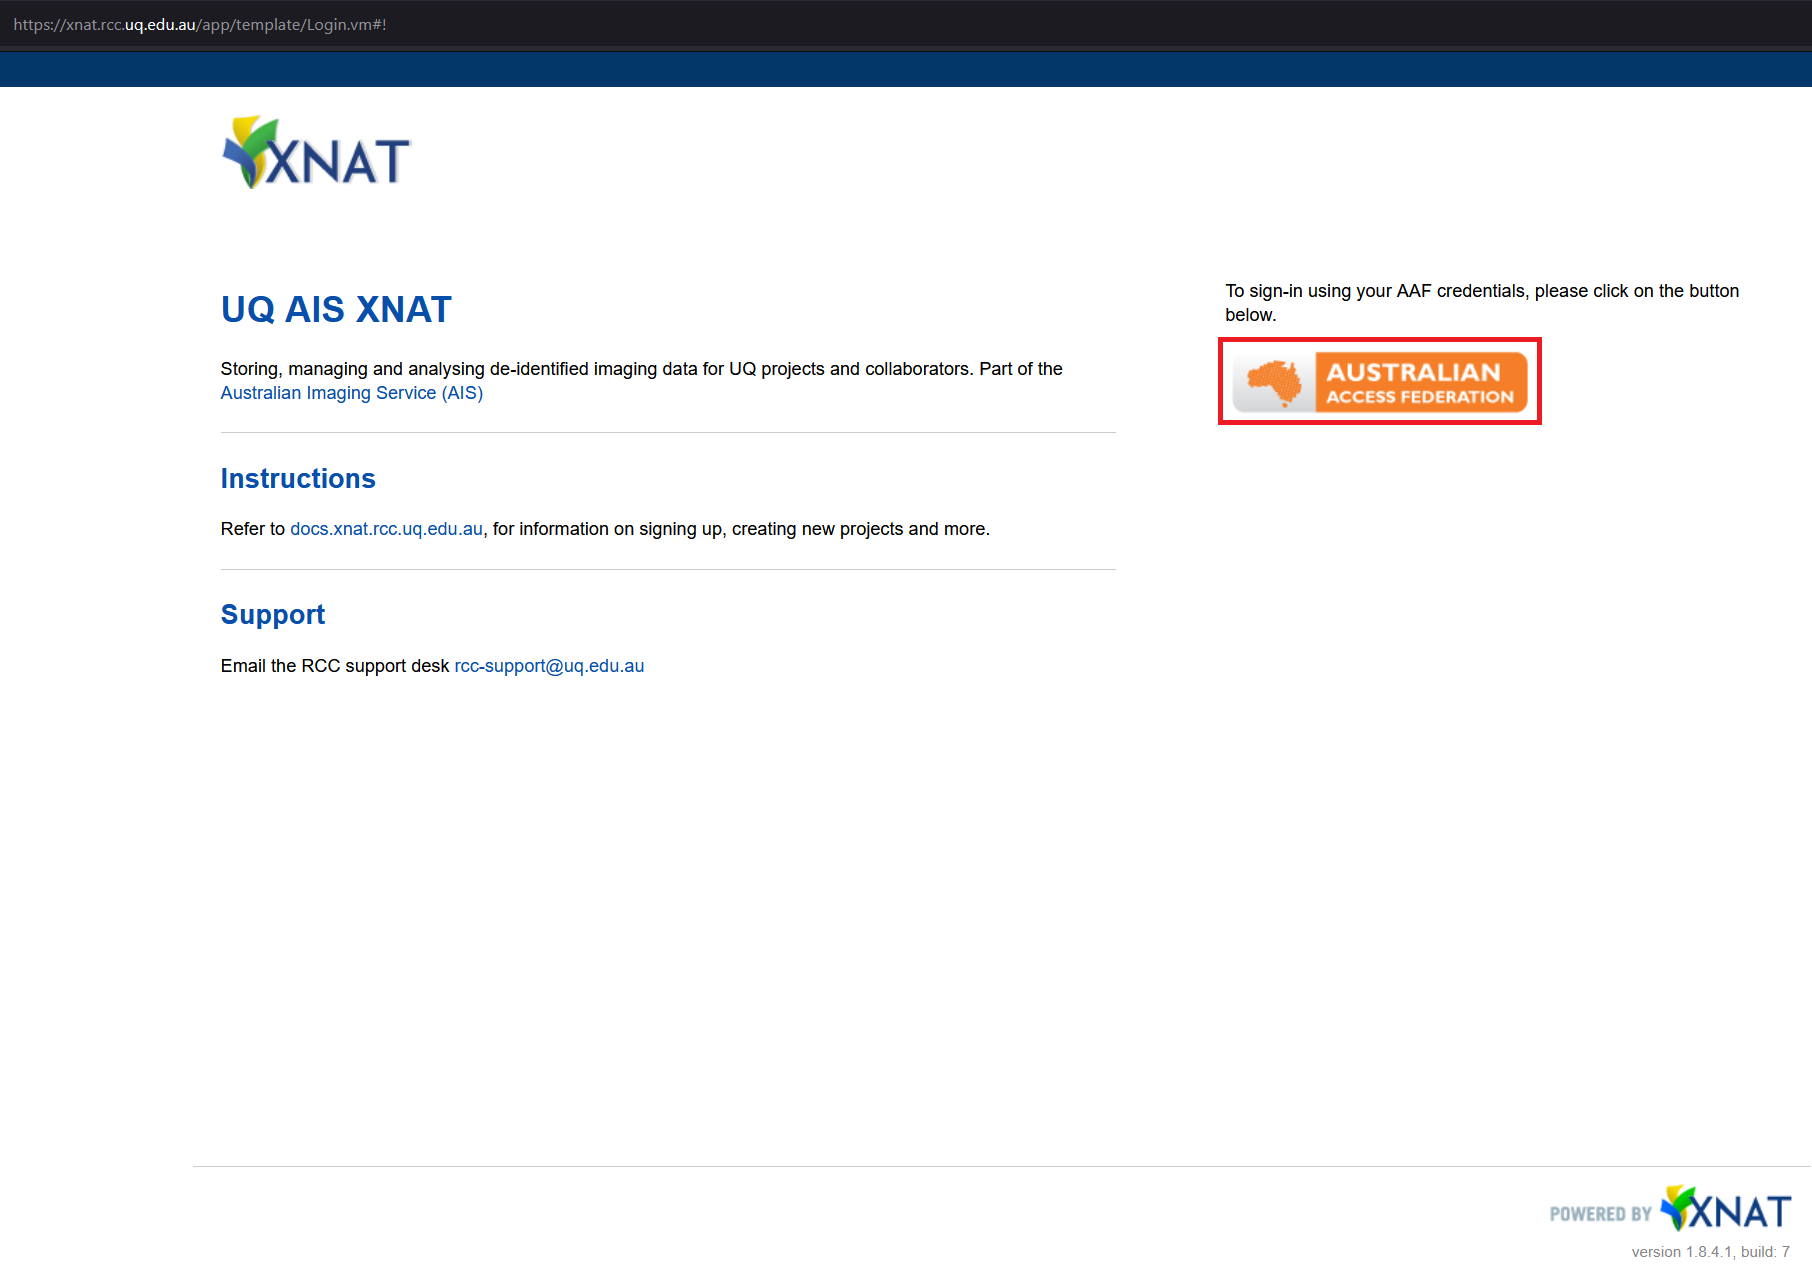 https://xnat.rcc.uq.edu.au/app/template/Login.vm#!
XNAT
UQ AIS XNAT
Storing, managing and analysing de-identified imaging data for UQ projects and collaborators. Part of the
Australian Imaging Service (AIS)
Instructions
Refer to docs.xnat.rcc.uq.edu.au, for information on signing up, creating new projects and more.
Support
Email the RCC support desk rcc-support@uq.edu.au
To sign-in using your AAF credentials, please click on the button
below.
AUSTRALIAN
ACCESS FEDERATION
POWERED BY XNAT
version 1.8.4.1, build: 7